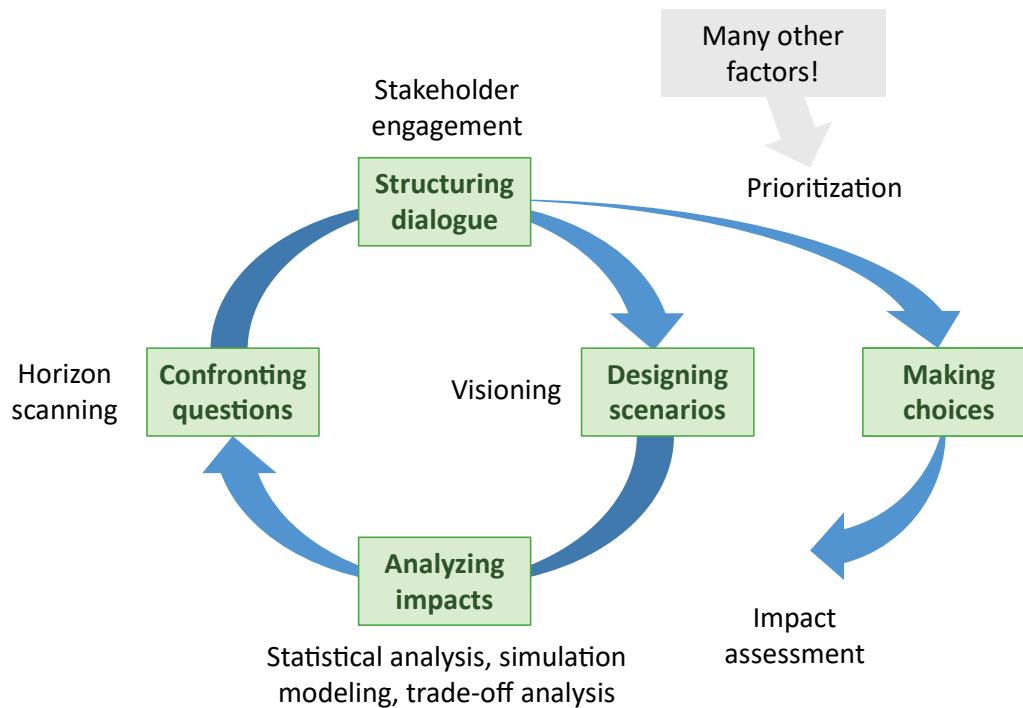 Many other
factors!
Stakeholder
engagement
Structuring
dialogue
Prioritization
Horizon
scanning
Confronting
questions
Visioning
Designing
scenarios
Making
choices
Analyzing
impacts
Impact
assessment
Statistical analysis, simulation
modeling, trade-off analysis